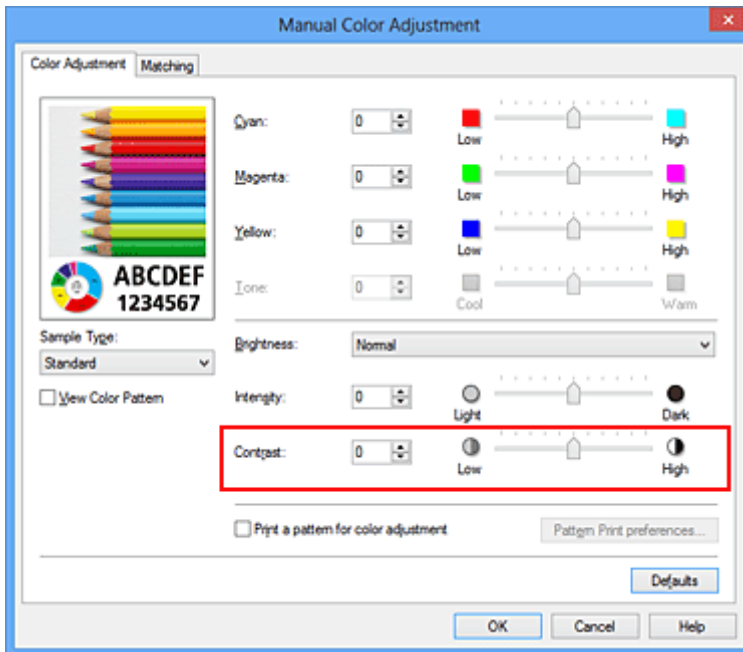 Manual Color Adjustment
Color Adjustment Matching
Cyan: 0 Low High
Magenta: 0 Low High
Yellow: 0 Low High
Tone: 0 Cool Warm
ABCDEF
1234567
Sample Type:
Standard
View Color Pattern
Brightness: Normal
Intensity: 0 Light Dark
Contrast: 0 Low High
Print a pattern for color adjustment Pattern Print preferences...
Defaults
OK Cancel Help